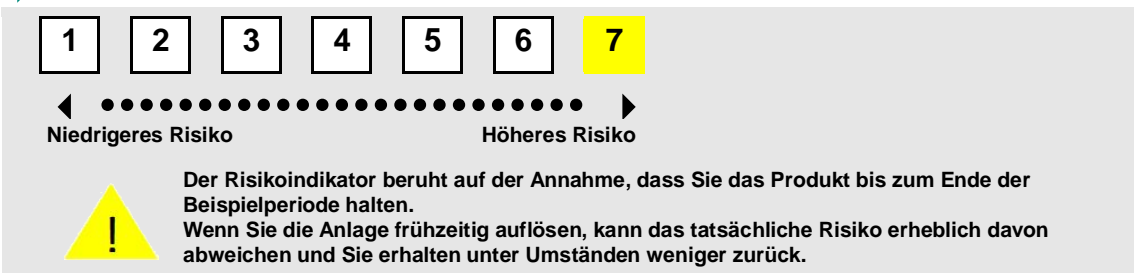 1 2 3 4 5 6 7
Niedrigeres Risiko Höheres Risiko
Der Risikoindikator beruht auf der Annahme, dass Sie das Produkt bis zum Ende der
Beispielperiode halten.
!
Wenn Sie die Anlage frühzeitig auflösen, kann das tatsächliche Risiko erheblich davon
abweichen und Sie erhalten unter Umständen weniger zurück.